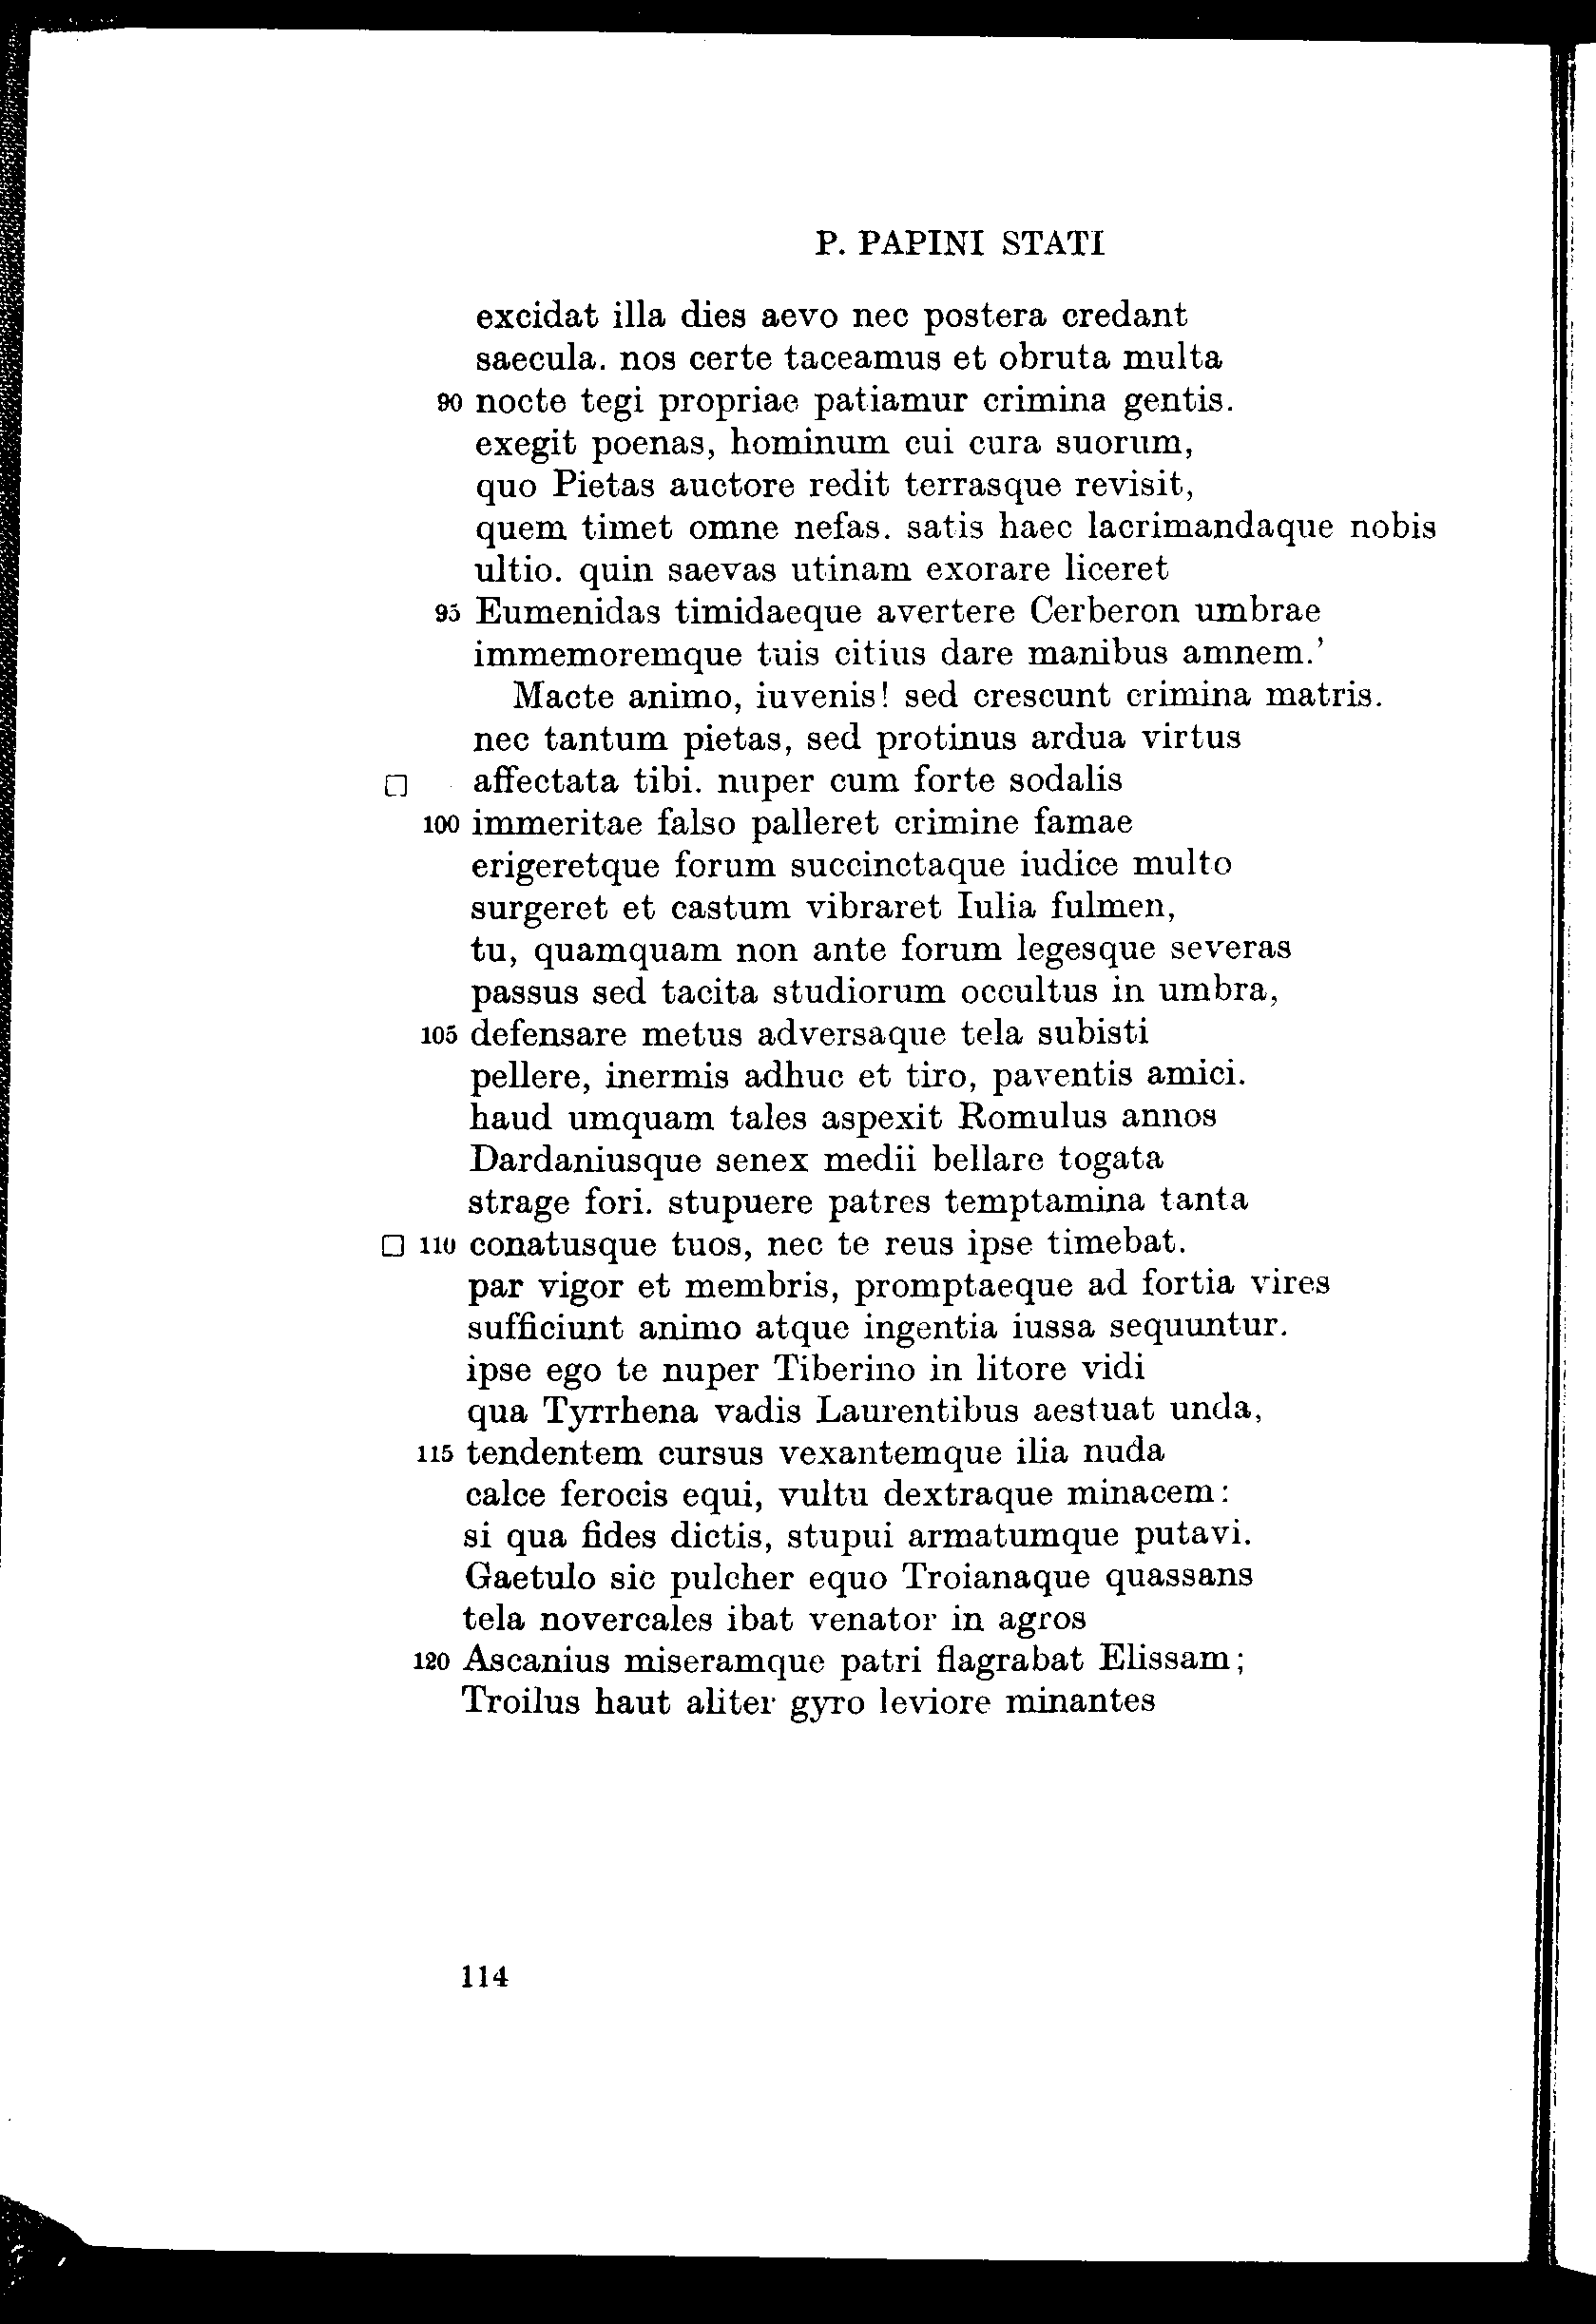 P. PAPINI STATI
excidat illa dies aevo nec postera credant
saecula. nos certe taceamus et obruta multa
90 nocte tegi propriae patiamur crimina gentis.
exegit poenas, hominum cui cura suorum,
quo Pietas auctore redit terrasque revisit,
quem timet omne nefas. satis haec lacrimandaque nobis
ultio. quin saevas utinam exorare liceret
95 Eumenidas timidaeque avertere Cerberon umbrae
immemoremque tuis citius dare manibus amnem.’
Macte animo, iuvenis! sed crescunt crimina matris.
nec tantum pietas, sed protinus ardua virtus
affectata tibi. nuper cum forte sodalis
100 immeritae falso palleret crimine famae
erigeretque forum succinctaque iudice multo
surgeret et castum vibraret Iulia fulmen,
tu, quamquam non ante forum legesque severas
passus sed tacita studiorum occultus in umbra,
105 defensare metus adversaque tela subisti
pellere, inermis adhuc et tiro, paventis amici.
haud umquam tales aspexit Romulus annos
Dardaniusque senex medii bellare togata
strage fori. stupuere patres temptamina tanta
110 conatusque tuos, nec te reus ipse timebat.
par vigor et membris, promptaeque ad fortia vires
sufficiunt animo atque ingentia iussa sequuntur.
ipse ego te nuper Tiberino in litore vidi
qua Tyrrhena vadis Laurentibus aestuat unda,
115 tendentem cursus vexantemque ilia nuda
calce ferocis equi, vultu dextraque minacem:
si qua fides dictis, stupui armatumque putavi.
Gaetulo sic pulcher equo Troianaque quassans
tela novercales ibat venator in agros
120 Ascanius miseramque patri flagrabat Elissam;
Troilus haut aliter gyro leviore minantes
114